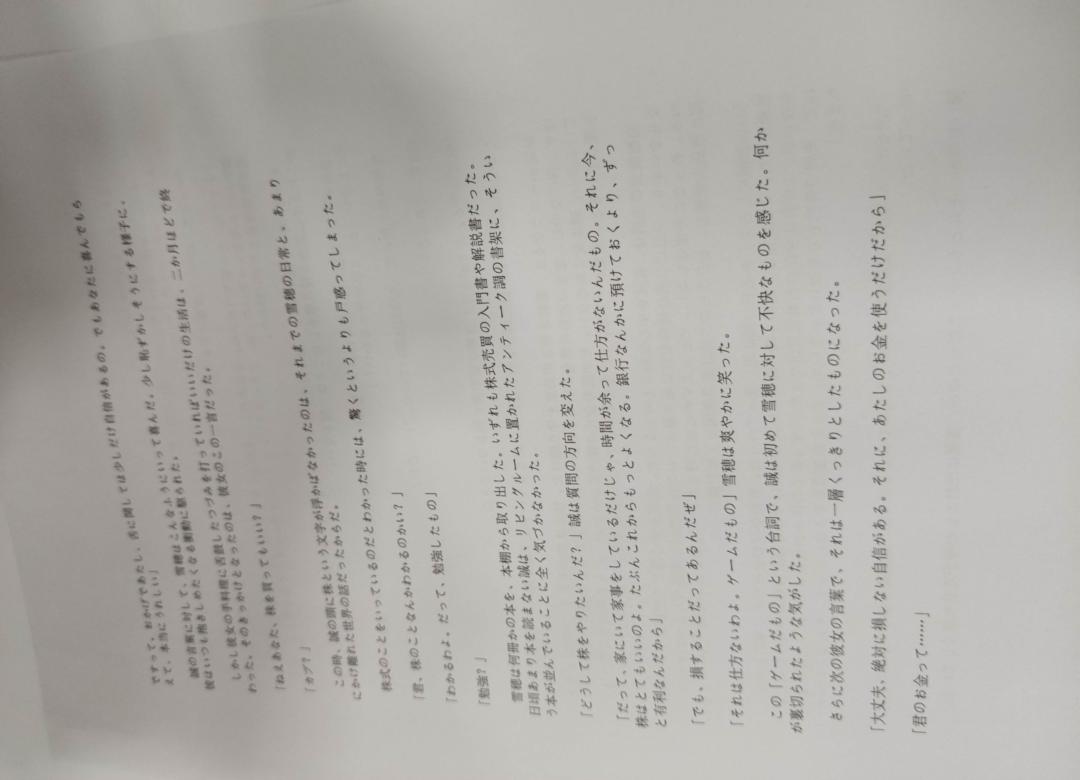 ですって、おかげであたし、舌に関しては少しだけ自信があるの。でもあなたに喜んでもら
えて、本当にうれしい」
誠の言葉に対して、雪穂はこんなふうにいって喜んだ。少し恥ずかしそうにする様子に、
彼はいつも抱きしめたくなる衝動に駆られた。
しかし彼女の手料理に舌鼓したつづみを打っていればいいだけの生活は、二か月ほどで終
わった。そのきっかけとなったのは、彼女のこの一言だった。
「ねえあなた、株を買ってもいい？」
「カブ？」
この時、誠の頭に株という文字が浮かばなかったのは、それまでの雪穂の日常と、あまり
にかけ離れた世界の話だったからだ。
株式のことをいっているのだとわかった時には、驚くというよりも戸惑ってしまった。
「君、株のことなんかわかるのかい？」
「わかるわよ。だって、勉強したもの」
「勉強？」
雪穂は何冊かの本を、本棚から取り出した。いずれも株式売買の入門書や解説書だった。
日頃あまり本を読まない誠は、リビングルームに置かれたアンティーク調の書架に、そうい
う本が並んでいることに全く気づかなかった。
「どうして株をやりたいんだ？」誠は質問の方向を変えた。
「だって、家にいて家事をしているだけじゃ、時間が余って仕方がないんだもの。それに今、
株はとてもいいのよ。たぶんこれからもっとよくなる。銀行なんかに預けておくより、ずっ
と有利なんだから」
「でも、損することだってあるんだぜ」
「それは仕方ないわよ。ゲームだもの」雪穂は爽やかに笑った。
この「ゲームだもの」という台詞で、誠は初めて雪穂に対して不快なものを感じた。何か
が裏切られたような気がした。
さらに次の彼女の言葉で、それは一層くっきりとしたものになった。
「大丈夫、絶対に損しない自信がある。それに、あたしのお金を使うだけだから」
「君のお金って……」